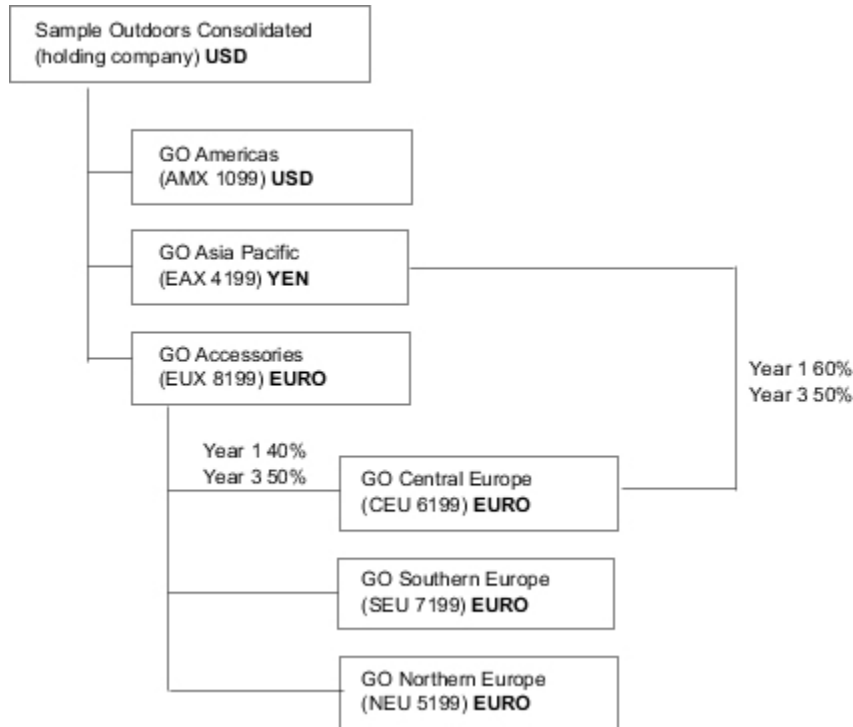 Sample Outdoors Consolidated
(holding company) USD
GO Americas
(AMX 1099) USD
GO Asia Pacific
(EAX 4199) YEN
GO Accessories
(EUX 8199) EURO
Year 1 60%
Year 3 50%
Year 1 40%
Year 3 50%
GO Central Europe
(CEU 6199) EURO
GO Southern Europe
(SEU 7199) EURO
GO Northern Europe
(NEU 5199) EURO